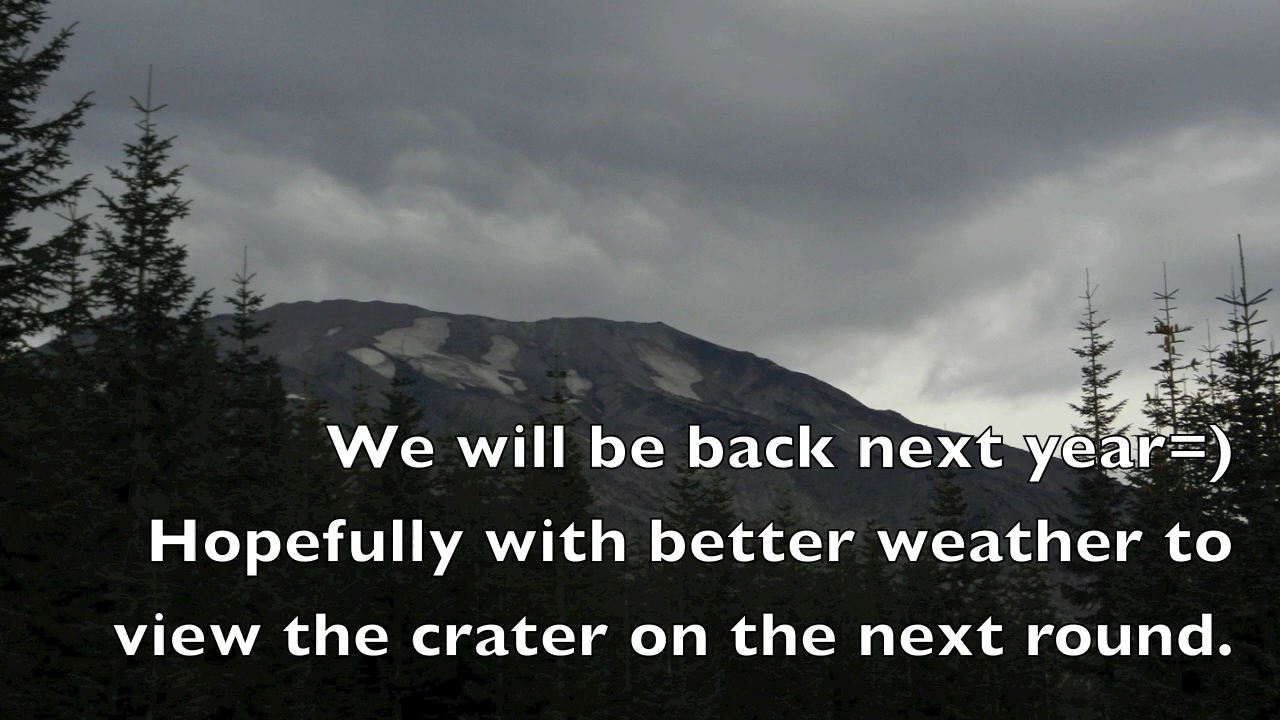 We will be back next year=)
Hopefully with better weather to
view the crater on the next round.